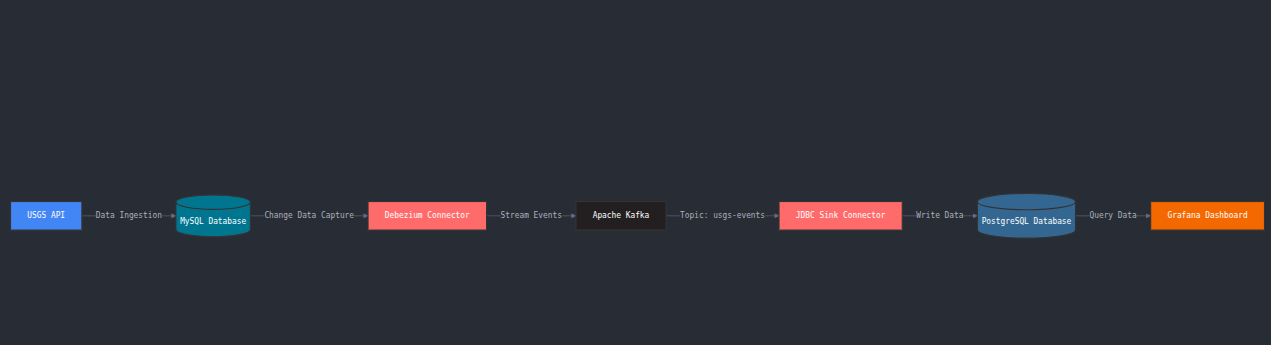 USGS API
Data Ingestion
MySQL Database
Change Data Capture
Debezium Connector
Stream Events
Apache Kafka
Topic: usgs-events
JDBC Sink Connector
Write Data
PostgreSQL Database
Query Data
Grafana Dashboard